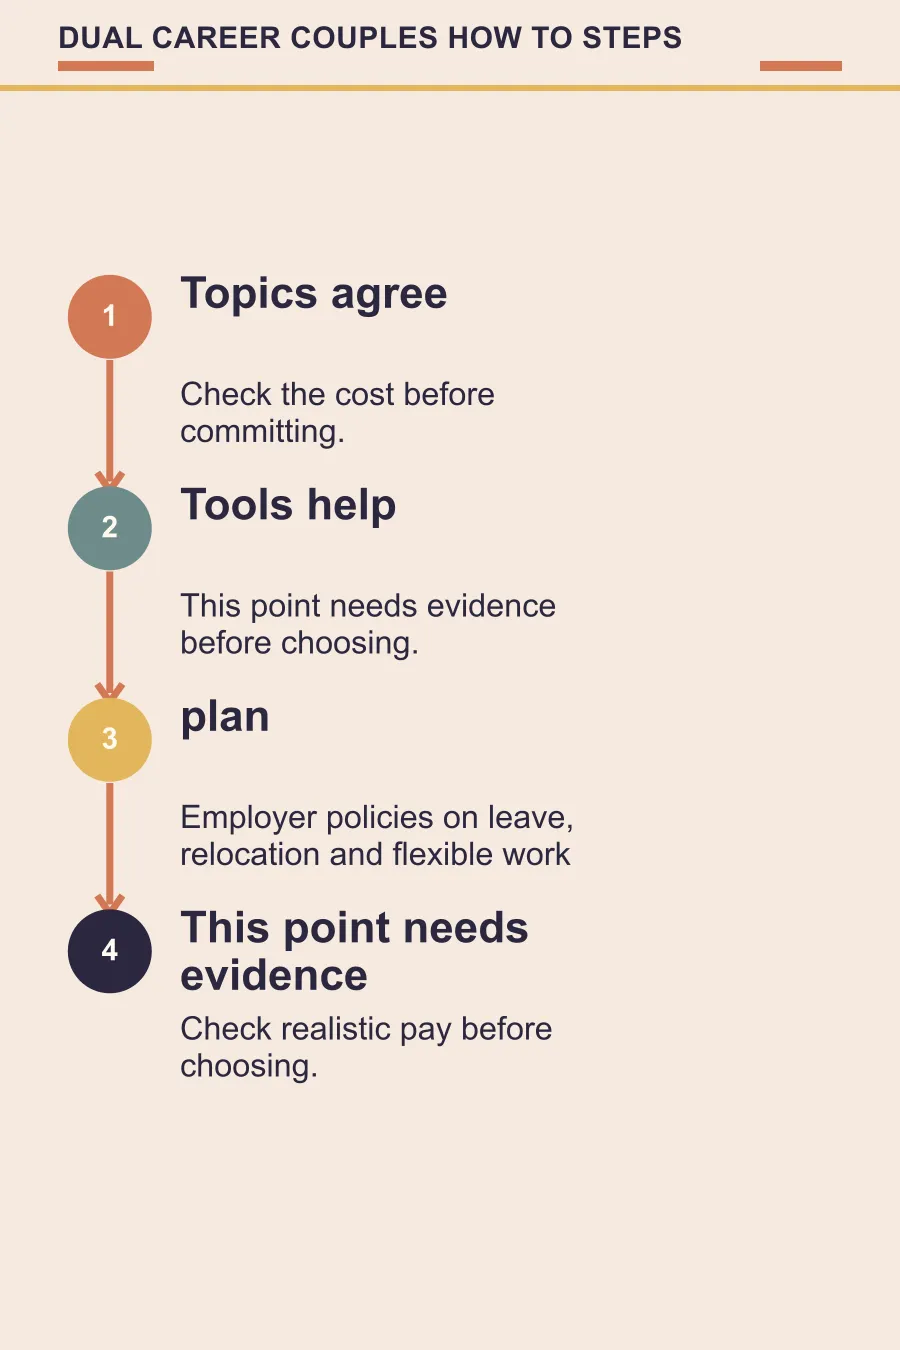 DUAL CAREER COUPLES HOW TO STEPS
1
Topics agree
Check the cost before
committing.
2
Tools help
This point needs evidence
before choosing.
3
plan
Employer policies on leave,
relocation and flexible work
4
This point needs
evidence
Check realistic pay before
choosing.